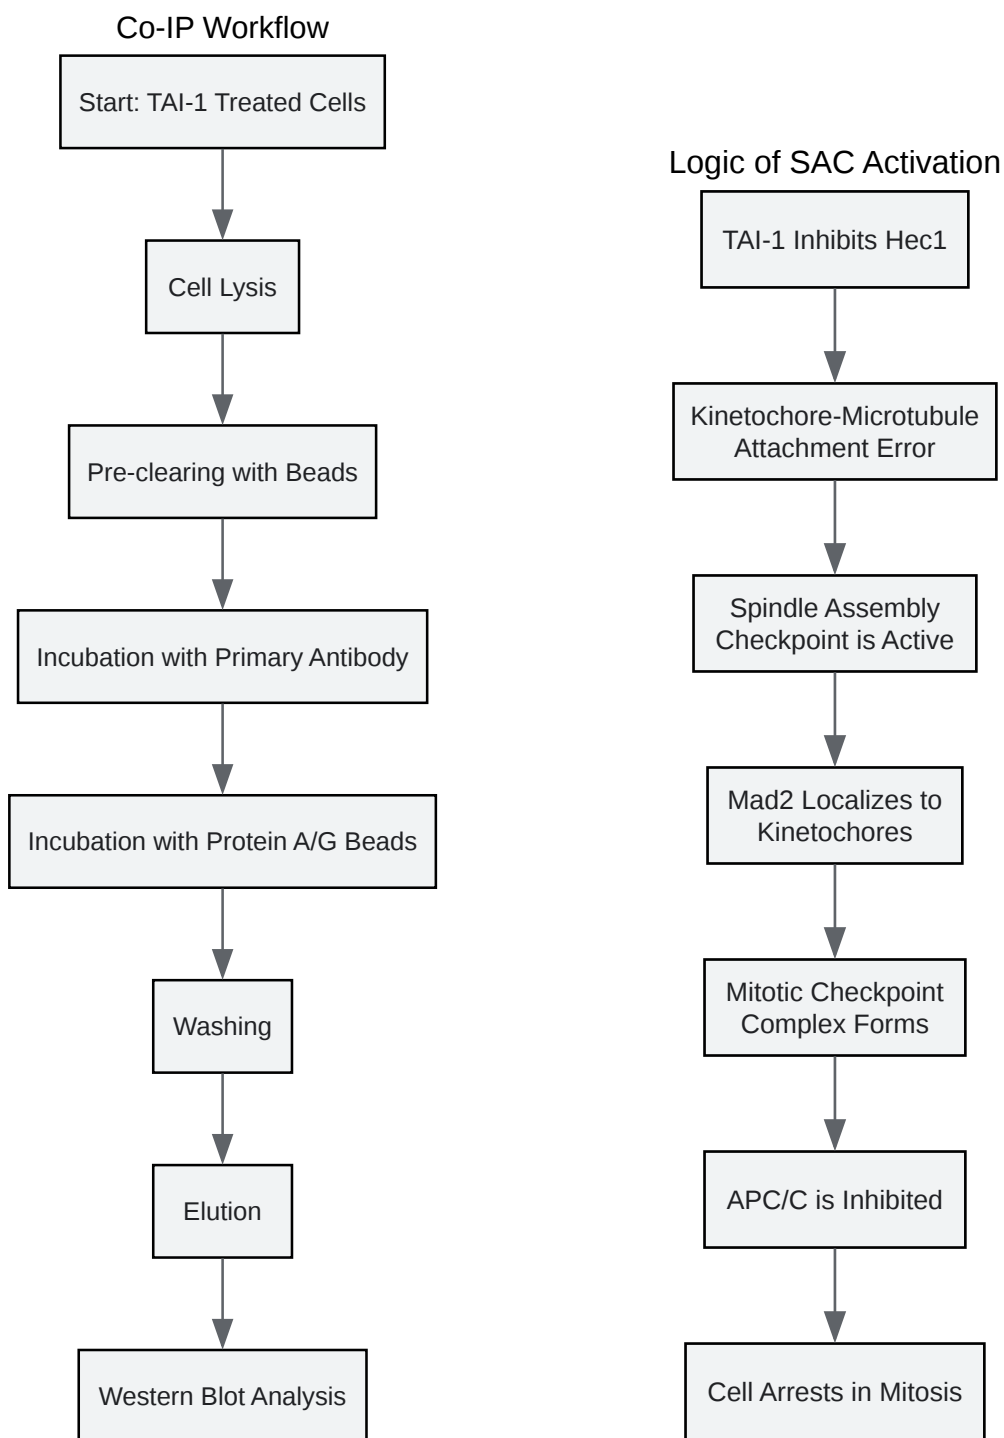 Co-IP Workflow
Start: TAI-1 Treated Cells
Cell Lysis
Pre-clearing with Beads
Incubation with Primary Antibody
Incubation with Protein A/G Beads
Washing
Elution
Western Blot Analysis
Logic of SAC Activation
TAI-1 Inhibits Hec1
Kinetochore-Microtubule
Attachment Error
Spindle Assembly
Checkpoint is Active
Mad2 Localizes to
Kinetochores
Mitotic Checkpoint
Complex Forms
APC/C is Inhibited
Cell Arrests in Mitosis